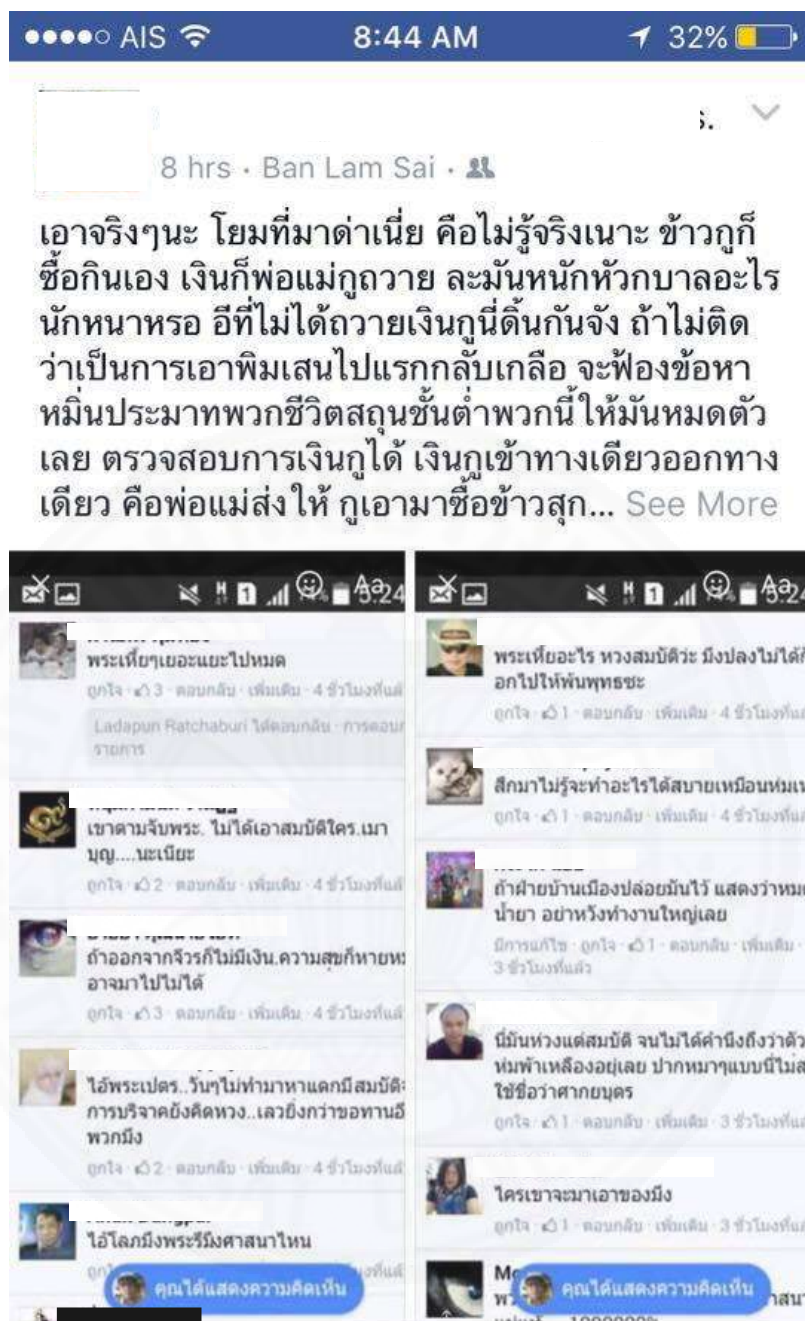 AIS 8:44 AM 32%
8 hrs · Ban Lam Sai ·
เอาจริงๆนะ โยมที่มาด่าเนี่ย คือไม่รู้จริงเนาะ ข้าวกูก็
ซื้อกินเอง เงินก็พ่อแม่กูถวาย ละมันหนักหัวกบาลอะไร
นักหนาหรอ อีที่ไม่ได้ถวายเงินกูนี่ดิ้นกันจัง ถ้าไม่ติด
ว่าเป็นการเอาพิมเสนไปแรกกลับเกลือ จะฟ้องข้อหา
หมิ่นประมาทพวกชีวิตสถุนชั้นต่ำพวกนี้ให้มันหมดตัว
เลย ตรวจสอบการเงินกูได้ เงินกูเข้าทางเดียวออกทาง
เดียว คือพ่อแม่ส่งให้ กูเอามาซื้อข้าวสุก... See More
พระเหี้ยๆเยอะแยะไปหมด
ถูกใจ · 3 · ตอบกลับ · เพิ่มเติม · 4 ชั่วโมงที่แล้
Ladapun Ratchaburi ได้ตอบกลับ · การตอบก
รายการ
เขาตามจับพระ. ไม่ได้เอาสมบัติใคร.เมา
บุญ....นะเนียะ
ถูกใจ · 2 · ตอบกลับ · เพิ่มเติม · 4 ชั่วโมงที่แล้
ถ้าออกจากจีวรก็ไม่มีเงิน.ความสุขก็หายหม
อาจมาไปไม่ได้
ถูกใจ · 3 · ตอบกลับ · เพิ่มเติม · 4 ชั่วโมงที่แล้
ไอ้พระเปตร..วันๆไม่ทำมาหาแดกมีสมบัติจ
การบริจาคยังคิดหวง..เลวยิ่งกว่าขอทานอี
พวกมึง
ถูกใจ · 2 · ตอบกลับ · เพิ่มเติม · 4 ชั่วโมงที่แล้
ไอ้โลภมึงพระรึมึงศาสนาไหน
คุณได้แสดงความคิดเห็น
พระเหี้ยอะไร หวงสมบัติว่ะ มึงปลงไม่ได้ก็
อกไปให้พ้นพุทธซะ
ถูกใจ · 1 · ตอบกลับ · เพิ่มเติม · 4 ชั่วโมงที่แล้
สึกมาไม่รู้จะทำอะไรได้สบายเหมือนห่มเห
ถูกใจ · 1 · ตอบกลับ · เพิ่มเติม · 4 ชั่วโมงที่แล้
ถ้าฝ่ายบ้านเมืองปล่อยมันไว้ แสดงว่าหมด
น้ำยา อย่าหวังทำงานใหญ่เลย
มีการแก้ไข · ถูกใจ · 1 · ตอบกลับ · เพิ่มเติม ·
3 ชั่วโมงที่แล้ว
นี่มันห่วงแต่สมบัติ จนไม่ได้คำนึงถึงว่าตัว
ห่มผ้าเหลืองอยู่เลย ปากหมาๆแบบนี่ไม่ส
ใช้ชื่อว่าศากยบุตร
ถูกใจ · 1 · ตอบกลับ · เพิ่มเติม · 3 ชั่วโมงที่แล้
ใครเขาจะมาเอาของมึง
ถูกใจ · 1 · ตอบกลับ · เพิ่มเติม · 3 ชั่วโมงที่แล้
คุณได้แสดงความคิดเห็น